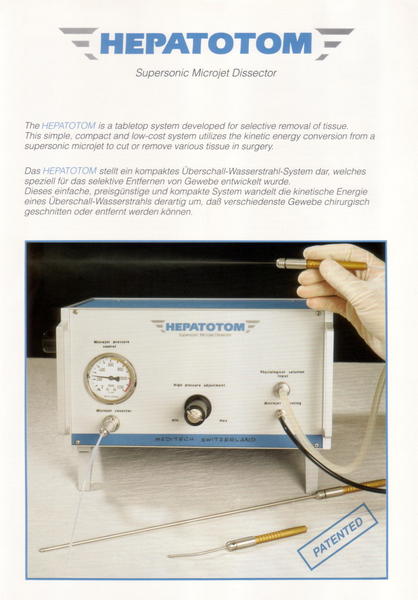 HEPATOTOM
Supersonic Microjet Dissector
The HEPATOTOM is a tabletop system developed for selective removal of tissue.
This simple, compact and low-cost system utilizes the kinetic energy conversion from a
supersonic microjet to cut or remove various tissue in surgery.
Das HEPATOTOM stellt ein kompaktes Überschall-Wasserstrahl-System dar, welches
speziell für das selektive Entfernen von Gewebe entwickelt wurde.
Dieses einfache, preisgünstige und kompakte System wandelt die kinetische Energie
eines Überschall-Wasserstrahls derartig um, daß verschiedenste Gewebe chirurgisch
geschnitten oder entfernt werden können.
HEPATOTOM
Supersonic Microjet Dissector
Microjet pressure
control
Physiological solution
input
High pressure adjustment
Microjet
Microjet connector
Min
Max
MEDITECH SWITZERLAND
PATENTED